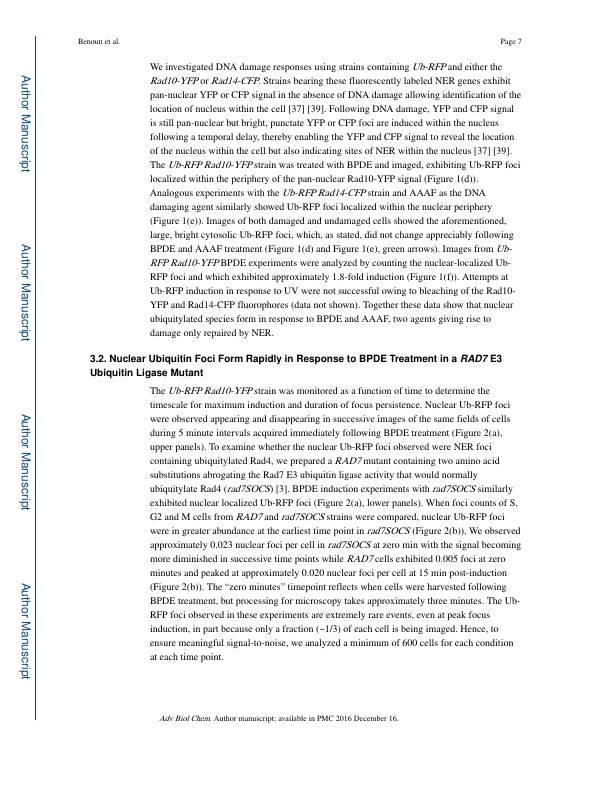 Benoun et al.
Page 7
We investigated DNA damage responses using strains containing Ub-RFP and either the
Rad10-YFP or Rad14-CFP. Strains bearing these fluorescently labeled NER genes exhibit
pan-nuclear YFP or CFP signal in the absence of DNA damage allowing identification of the
location of nucleus within the cell [37] [39]. Following DNA damage, YFP and CFP signal
is still pan-nuclear but bright, punctate YFP or CFP foci are induced within the nucleus
following a temporal delay, thereby enabling the YFP and CFP signal to reveal the location
of the nucleus within the cell but also indicating sites of NER within the nucleus [37] [39].
The Ub-RFP Rad10-YFP strain was treated with BPDE and imaged, exhibiting Ub-RFP foci
localized within the periphery of the pan-nuclear Rad10-YFP signal (Figure 1(d)).
Analogous experiments with the Ub-RFP Rad14-CFP strain and AAAF as the DNA
damaging agent similarly showed Ub-RFP foci localized within the nuclear periphery
(Figure 1(e)). Images of both damaged and undamaged cells showed the aforementioned,
large, bright cytosolic Ub-RFP foci, which, as stated, did not change appreciably following
BPDE and AAAF treatment (Figure 1(d) and Figure 1(e), green arrows). Images from Ub-
RFP Rad10-YFP BPDE experiments were analyzed by counting the nuclear-localized Ub-
RFP foci and which exhibited approximately 1.8-fold induction (Figure 1(f)). Attempts at
Ub-RFP induction in response to UV were not successful owing to bleaching of the Rad10-
YFP and Rad14-CFP fluorophores (data not shown). Together these data show that nuclear
ubiquitylated species form in response to BPDE and AAAF, two agents giving rise to
damage only repaired by NER.
3.2. Nuclear Ubiquitin Foci Form Rapidly in Response to BPDE Treatment in a RAD7 E3
Ubiquitin Ligase Mutant
The Ub-RFP Rad10-YFP strain was monitored as a function of time to determine the
timescale for maximum induction and duration of focus persistence. Nuclear Ub-RFP foci
were observed appearing and disappearing in successive images of the same fields of cells
during 5 minute intervals acquired immediately following BPDE treatment (Figure 2(a),
upper panels). To examine whether the nuclear Ub-RFP foci observed were NER foci
containing ubiquitylated Rad4, we prepared a RAD7 mutant containing two amino acid
substitutions abrogating the Rad7 E3 ubiquitin ligase activity that would normally
ubiquitylate Rad4 (rad7SOCS) [3]. BPDE induction experiments with rad7SOCS similarly
exhibited nuclear localized Ub-RFP foci (Figure 2(a), lower panels). When foci counts of S,
G2 and M cells from RAD7 and rad7SOCS strains were compared, nuclear Ub-RFP foci
were in greater abundance at the earliest time point in rad7SOCS (Figure 2(b)). We observed
approximately 0.023 nuclear foci per cell in rad7SOCS at zero min with the signal becoming
more diminished in successive time points while RAD7 cells exhibited 0.005 foci at zero
minutes and peaked at approximately 0.020 nuclear foci per cell at 15 min post-induction
(Figure 2(b)). The “zero minutes” timepoint reflects when cells were harvested following
BPDE treatment, but processing for microscopy takes approximately three minutes. The Ub-
RFP foci observed in these experiments are extremely rare events, even at peak focus
induction, in part because only a fraction (~1/3) of each cell is being imaged. Hence, to
ensure meaningful signal-to-noise, we analyzed a minimum of 600 cells for each condition
at each time point.
Adv Biol Chem. Author manuscript; available in PMC 2016 December 16.
Author Manuscript
Author Manuscript
Author Manuscript
Author Manuscript